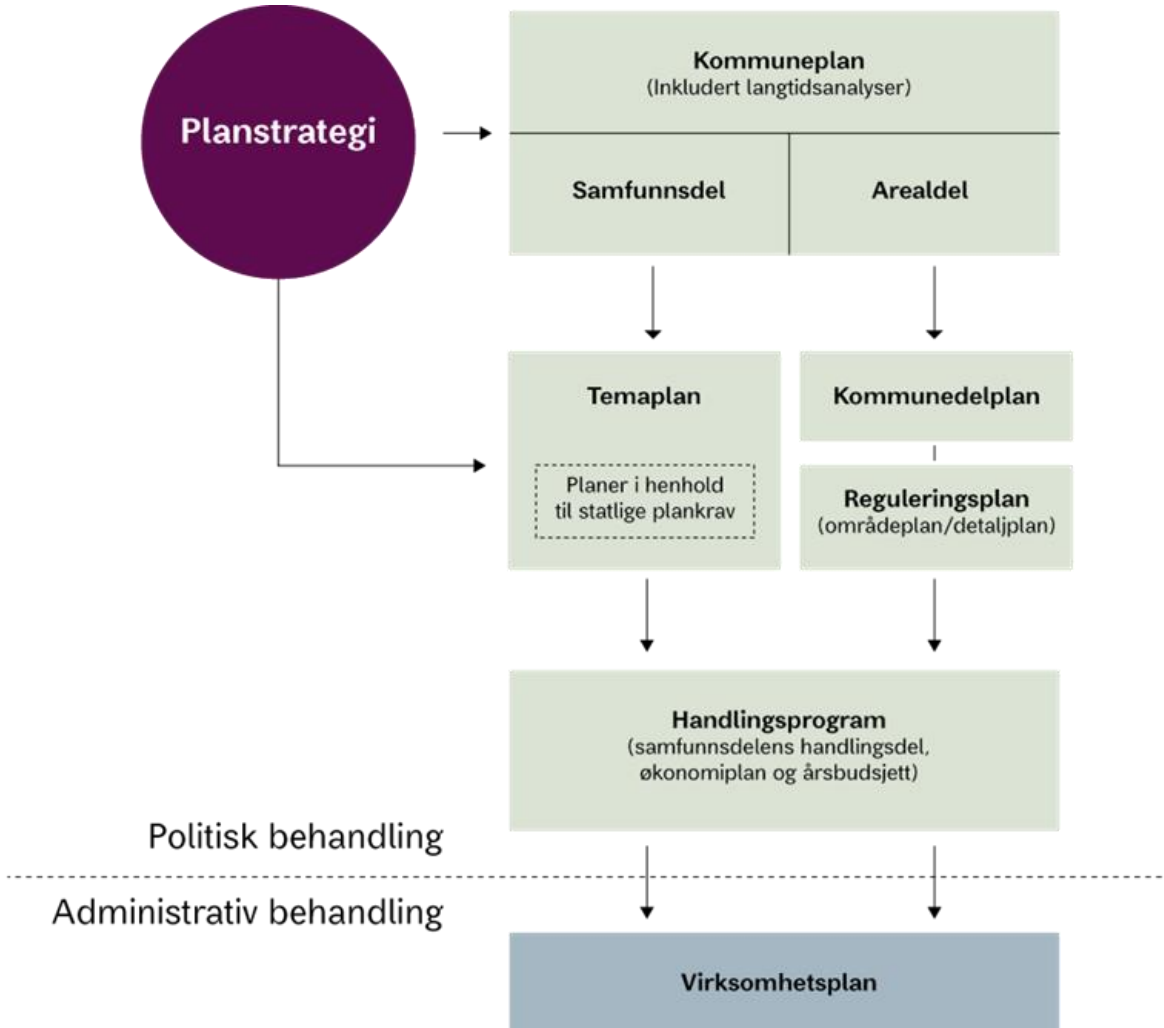 Planstrategi
Kommuneplan
(Inkludert langtidsanalyser)
Samfunnsdel
Arealdel
Temaplan
Planer i henhold
til statlige plankrav
Kommunedelplan
Reguleringsplan
(områdeplan/detaljplan)
Handlingsprogram
(samfunnsdelens handlingsdel,
økonomiplan og årsbudsjett)
Politisk behandling
Administrativ behandling
Virksomhetsplan